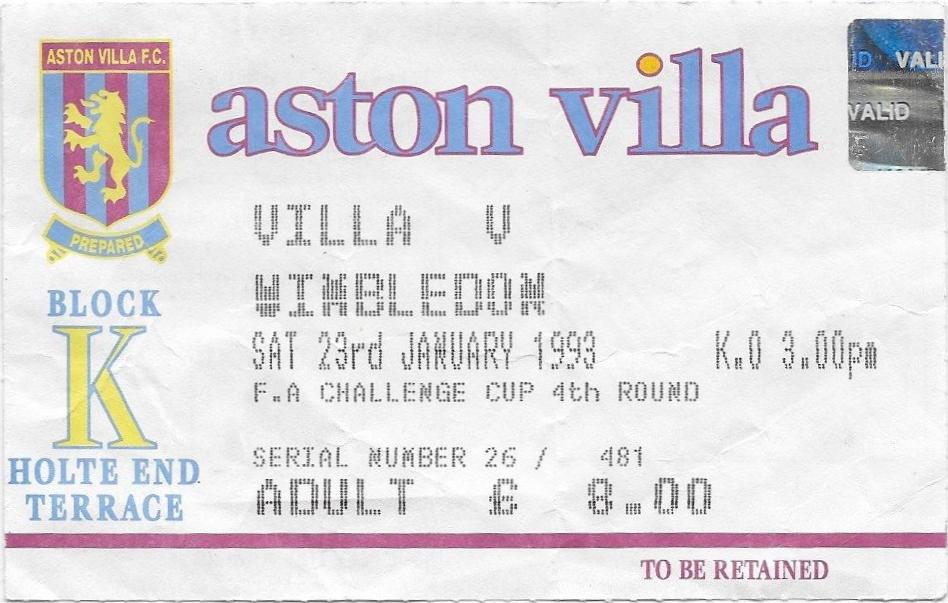 ASTON VILLA F.C.
PREPARED
aston villa
VALID
VILLA V
WIMBLEDON
SAT 23rd JANUARY 1993 K.O 3.00pm
F.A CHALLENGE CUP 4th ROUND
SERIAL NUMBER 26 / 481
ADULT £ 8.00
BLOCK
K
HOLTE END
TERRACE
TO BE RETAINED